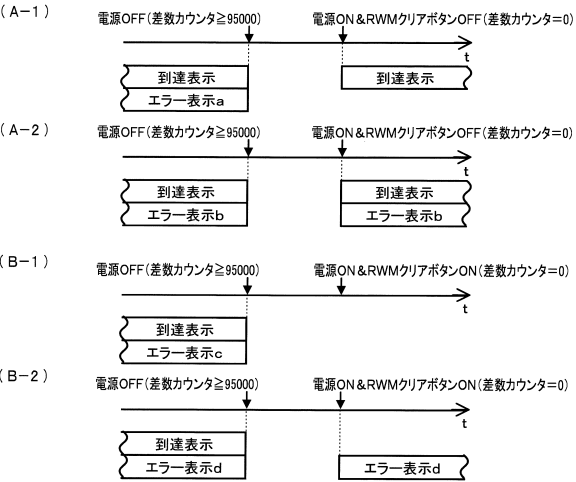 (A-1)
電源OFF(差数カウンタ≧95000) 電源ON&RWMクリアボタンOFF(差数カウンタ=0)
t
到達表示 到達表示
エラー表示a
(A-2)
電源OFF(差数カウンタ≧95000) 電源ON&RWMクリアボタンOFF(差数カウンタ=0)
t
到達表示 到達表示
エラー表示b エラー表示b
(B-1)
電源OFF(差数カウンタ≧95000) 電源ON&RWMクリアボタンON(差数カウンタ=0)
t
到達表示
エラー表示c
(B-2)
電源OFF(差数カウンタ≧95000) 電源ON&RWMクリアボタンON(差数カウンタ=0)
t
到達表示
エラー表示d エラー表示d